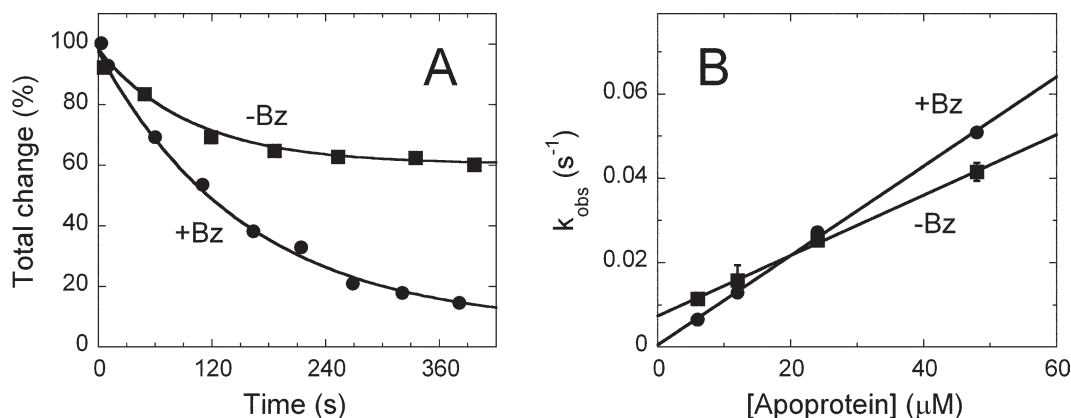 A
100
80
60
40
20
0
Total change (%)
-Bz
+Bz
0 120 240 360
Time (s)
B
0.06
0.04
0.02
0
k_obs (s⁻¹)
+Bz
-Bz
0 20 40 60
[Apoprotein] (μM)